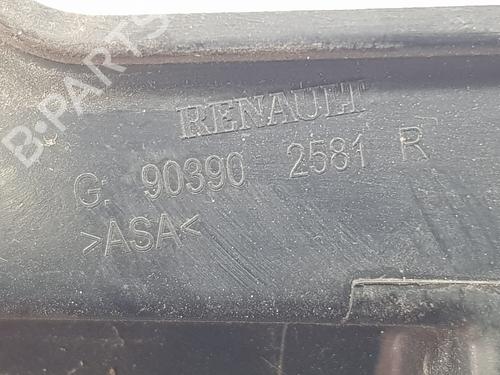 B-PARTS
RENAULT
G: 90390 2581 R
>ASA<